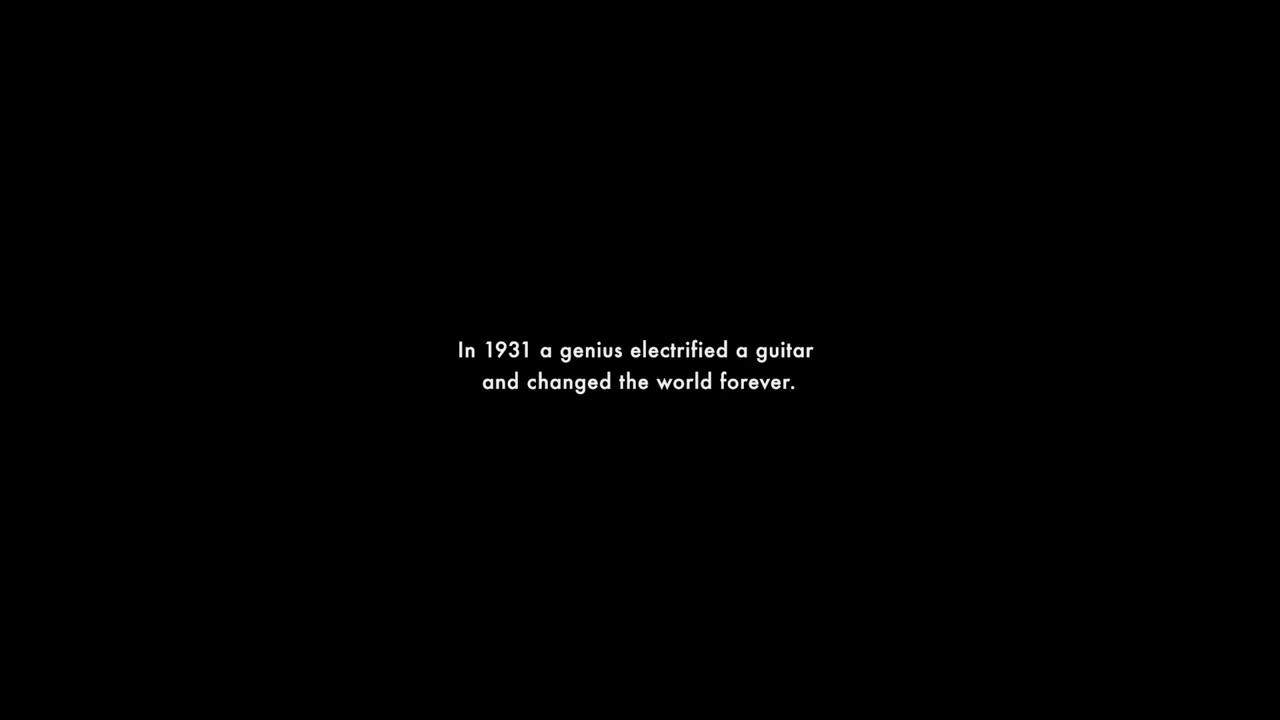 In 1931 a genius electrified a guitar
and changed the world forever.